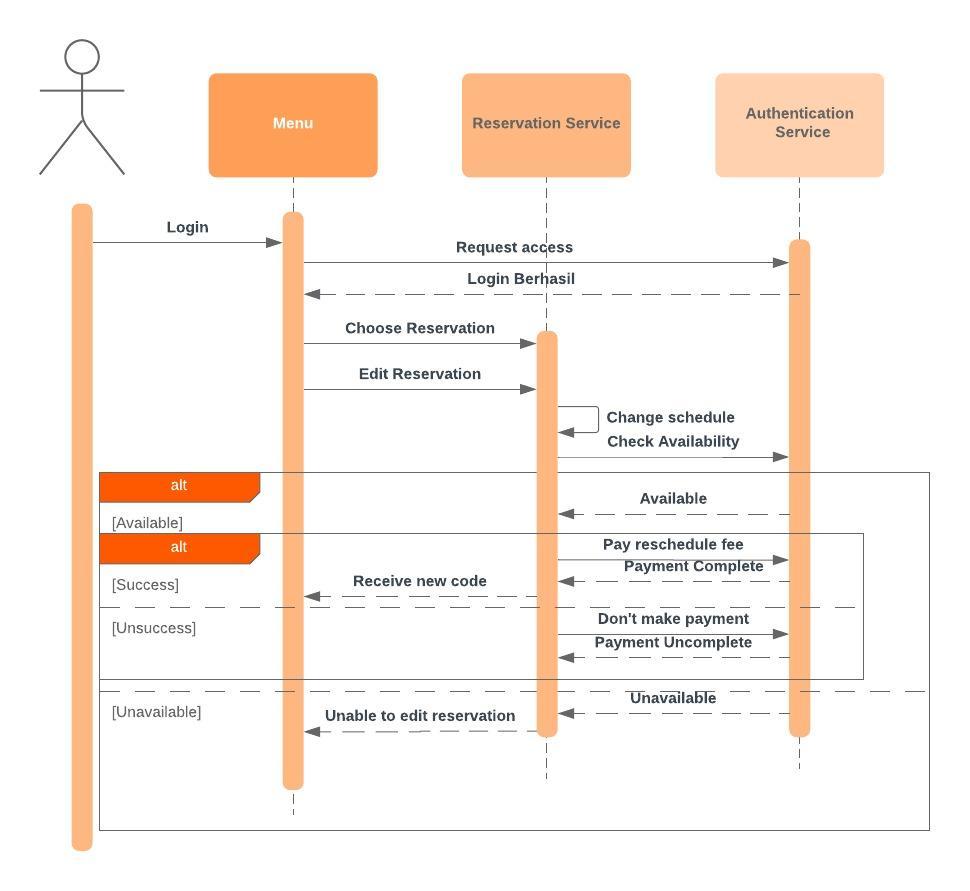 Menu
Reservation Service
Authentication
Service
Login
Request access
Login Berhasil
Choose Reservation
Edit Reservation
Change schedule
Check Availability
alt
Available
[Available]
alt
Pay reschedule fee
Payment Complete
Receive new code
[Success]
Don't make payment
[Unsuccess]
Payment Uncomplete
Unavailable
[Unavailable]
Unable to edit reservation